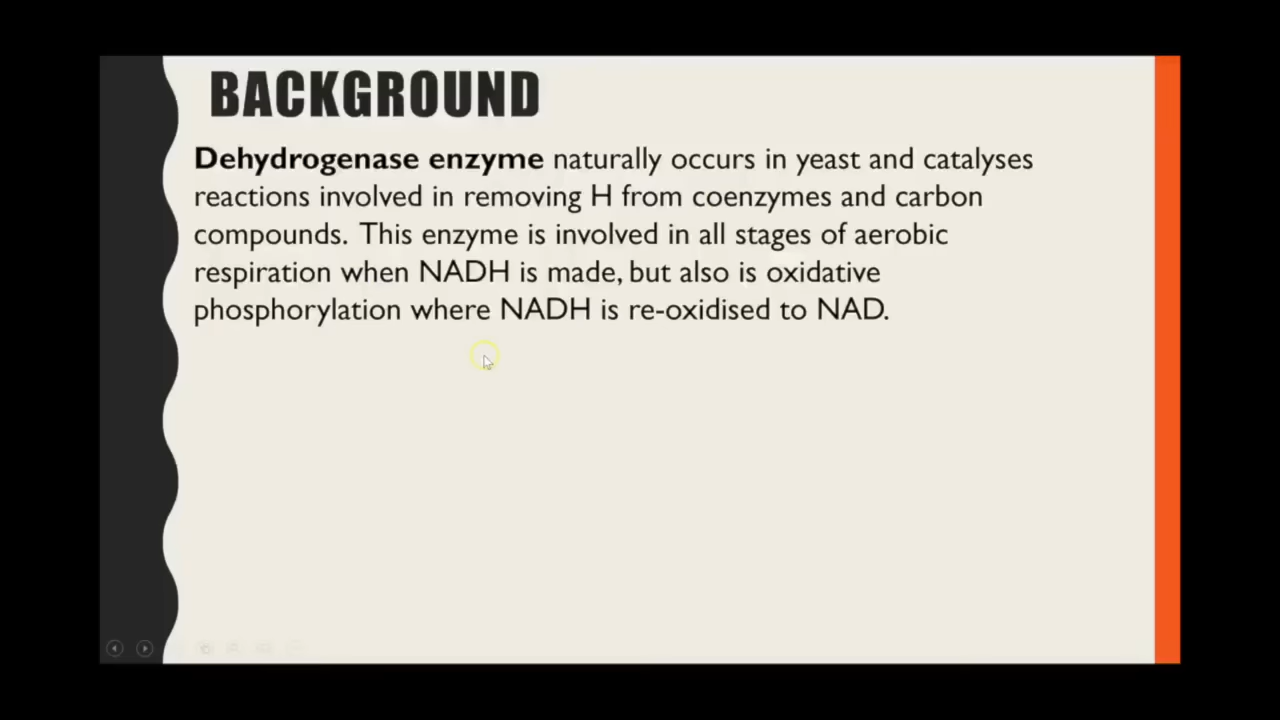 BACKGROUND
Dehydrogenase enzyme naturally occurs in yeast and catalyses
reactions involved in removing H from coenzymes and carbon
compounds. This enzyme is involved in all stages of aerobic
respiration when NADH is made, but also is oxidative
phosphorylation where NADH is re-oxidised to NAD.